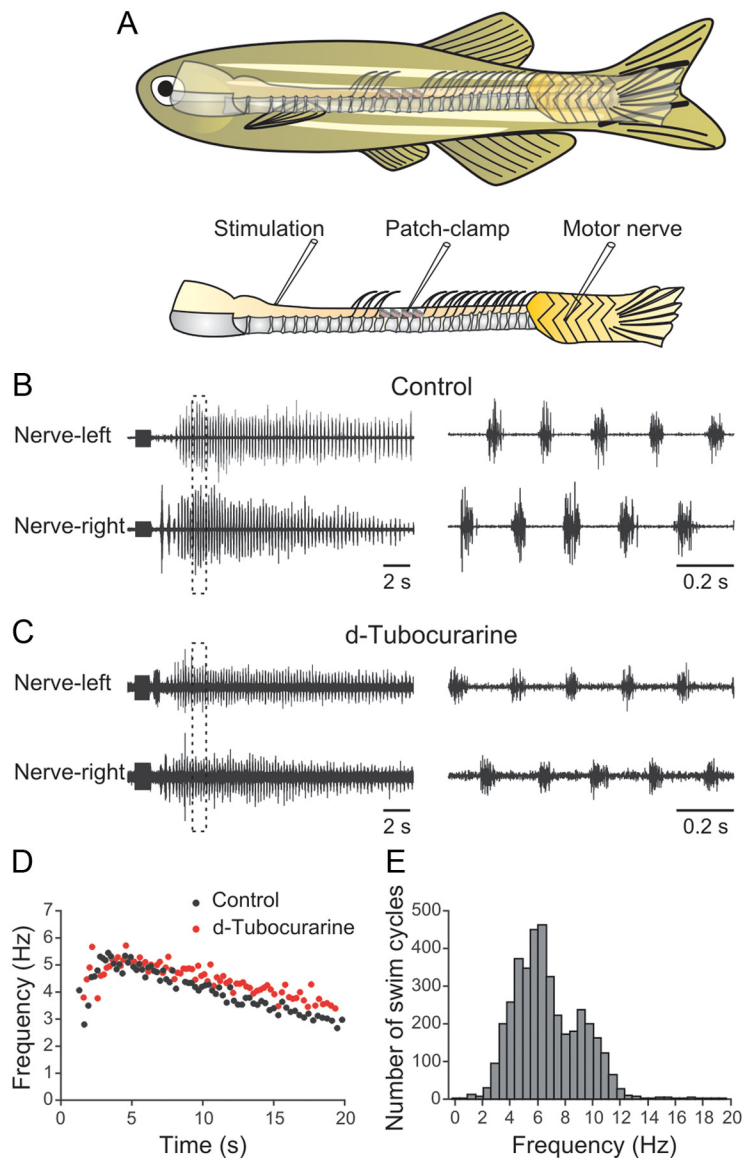 A
Stimulation Patch-clamp Motor nerve
B Control
Nerve-left
Nerve-right
2 s 0.2 s
C d-Tubocurarine
Nerve-left
Nerve-right
2 s 0.2 s
D
Control
d-Tubocurarine
Frequency (Hz)
7
6
5
4
3
2
1
0
0 5 10 15 20
Time (s)
E
Number of swim cycles
500
400
300
200
100
0
0 2 4 6 8 10 12 14 16 18 20
Frequency (Hz)